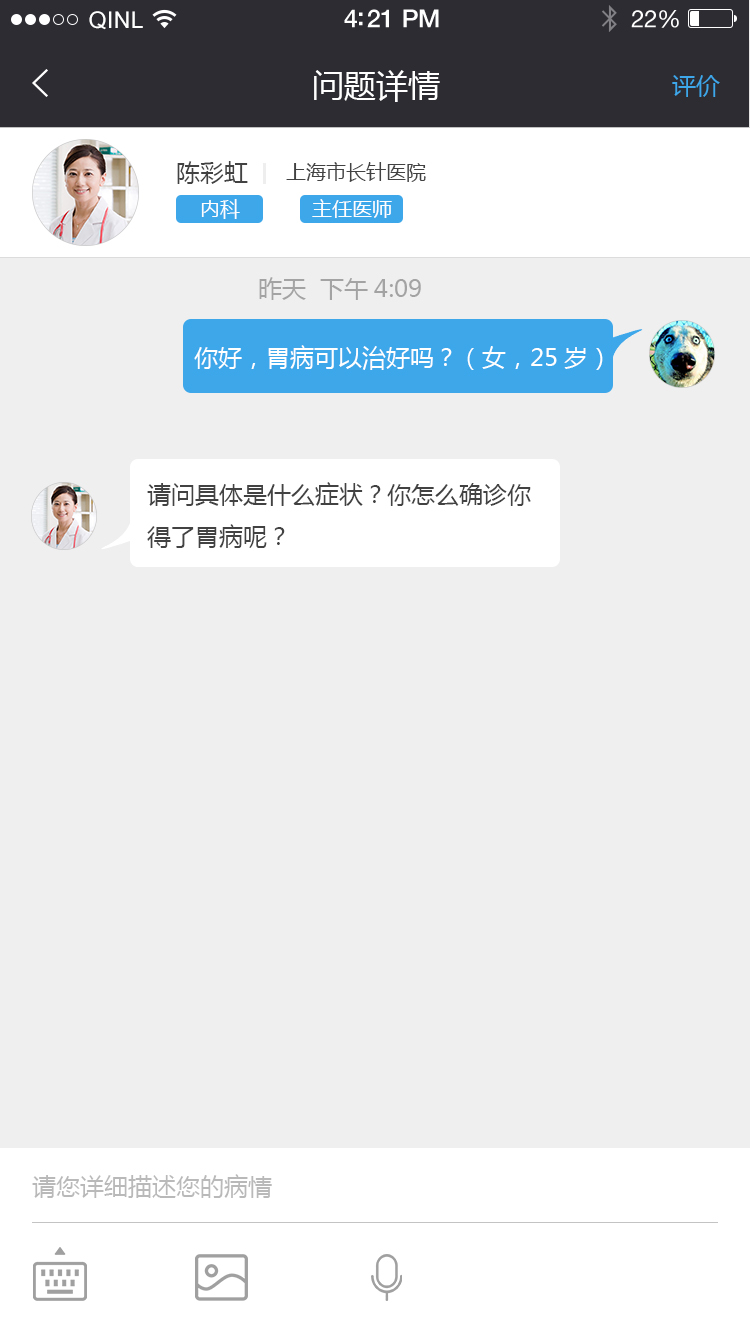 QINL 4:21 PM 22%
问题详情 评价
陈彩虹 上海市长针医院
内科 主任医师
昨天 下午 4:09
你好，胃病可以治好吗？（女，25 岁）
请问具体是什么症状？你怎么确诊你
得了胃病呢？
请您详细描述您的病情